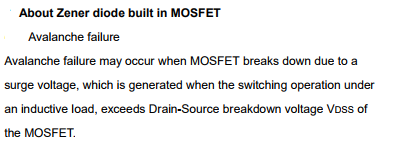 About Zener diode built in MOSFET
Avalanche failure
Avalanche failure may occur when MOSFET breaks down due to a
surge voltage, which is generated when the switching operation under
an inductive load, exceeds Drain-Source breakdown voltage VDSS of
the MOSFET.